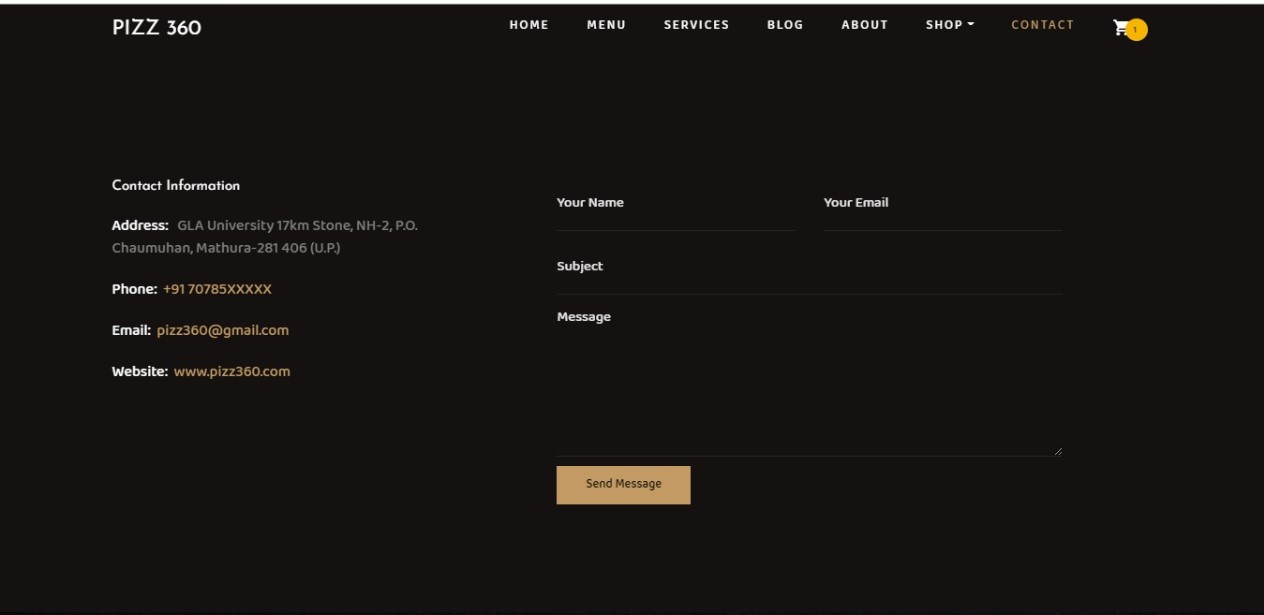 PIZZ 360
HOME MENU SERVICES BLOG ABOUT SHOP CONTACT 1
Contact Information
Address: GLA University 17km Stone, NH-2, P.O.
Chaumuhan, Mathura-281 406 (U.P.)
Phone: +91 70785XXXXX
Email: pizz360@gmail.com
Website: www.pizz360.com
Your Name Your Email
Subject
Message
Send Message